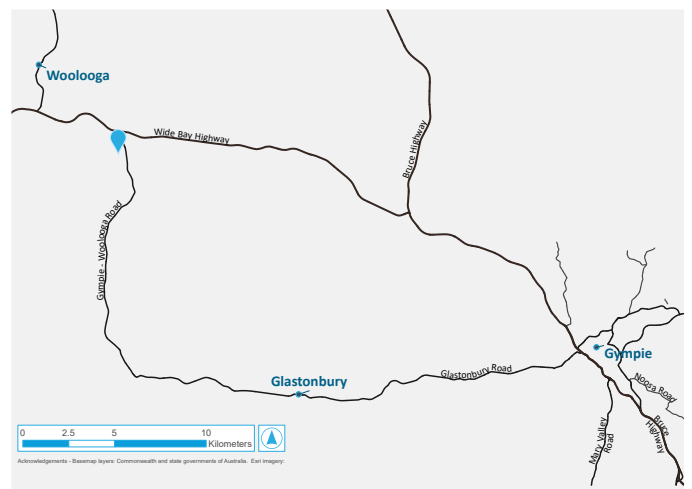 Woolooga
Wide Bay Highway
Bruce Highway
Gympie - Woolooga Road
Gympie
Glastonbury
Glastonbury Road
Noosa Road
Mary Valley
Road
Bruce
Highway
0 2.5 5 10
Kilometers
Acknowledgements - Basemap layers: Commonwealth and state governments of Australia. Esri imagery: